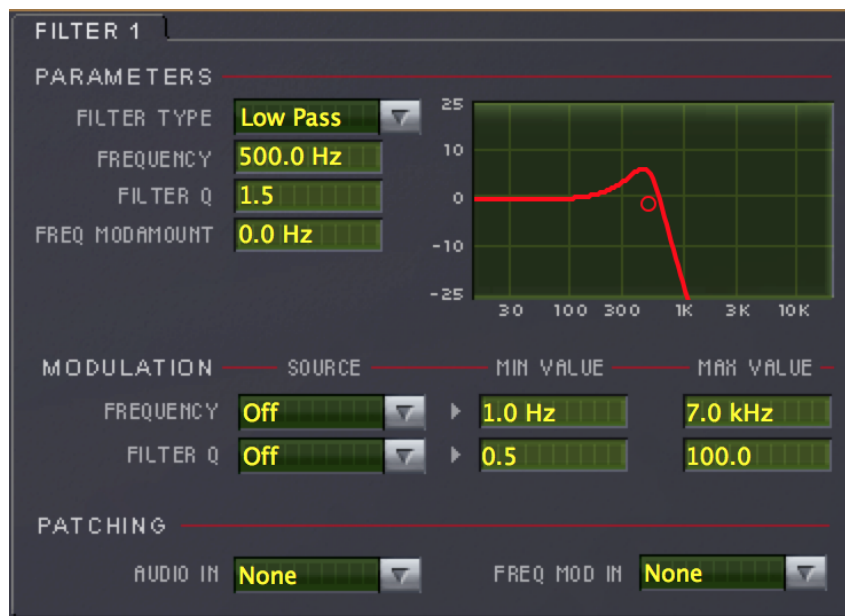 FILTER 1
PARAMETERS
FILTER TYPE Low Pass
FREQUENCY 500.0 Hz
FILTER Q 1.5
FREQ MODAMOUNT 0.0 Hz
25
10
0
-10
-25
30 100 300 1K 3K 10K
MODULATION SOURCE MIN VALUE MAX VALUE
FREQUENCY Off 1.0 Hz 7.0 kHz
FILTER Q Off 0.5 100.0
PATCHING
AUDIO IN None FREQ MOD IN None